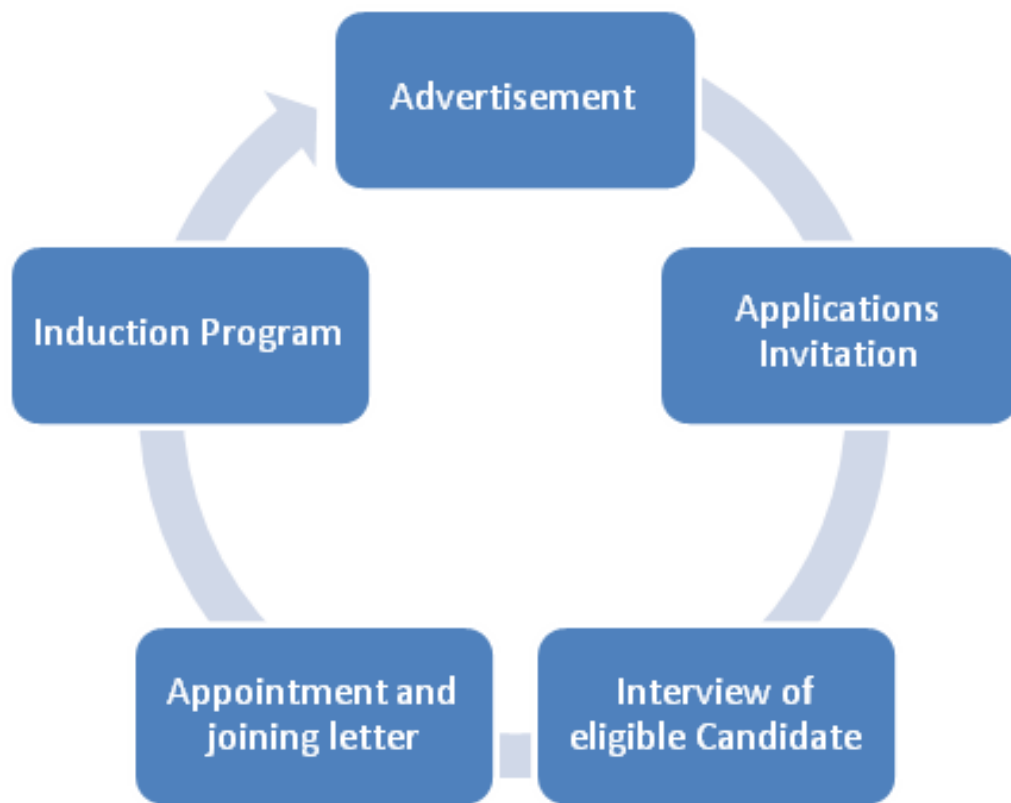 Advertisement
Applications
Invitation
Interview of
eligible Candidate
Appointment and
joining letter
Induction Program